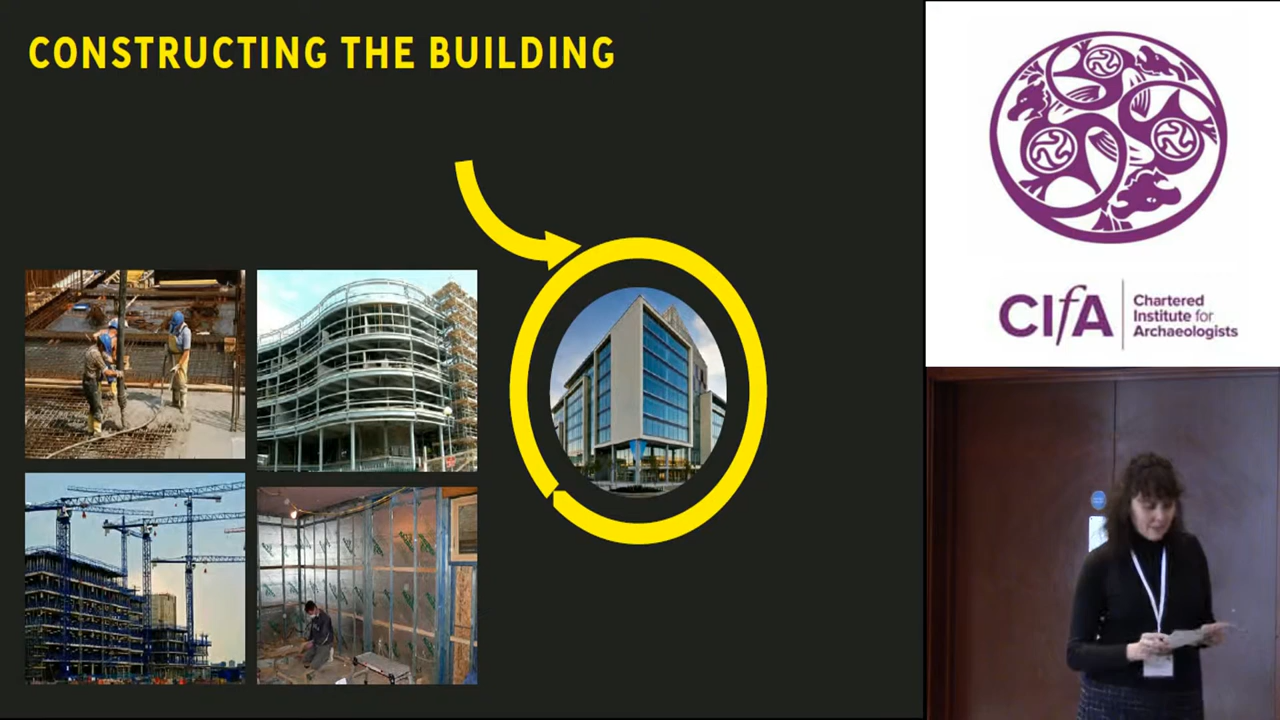 CONSTRUCTING THE BUILDING
CIfA
Chartered
Institute for
Archaeologists